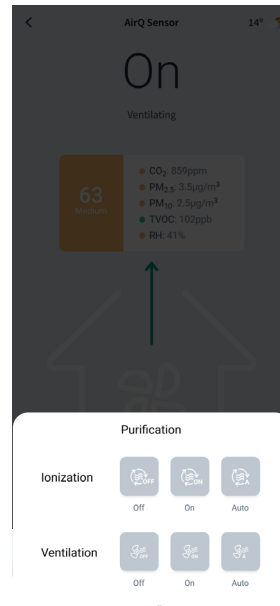 AirQ Sensor 14°
On
Ventilating
63
Medium
CO₂: 859ppm
PM₂.₅: 3.5μg/m³
PM₁₀: 2.5μg/m³
TVOC: 102ppb
RH: 41%
Purification
Ionization
OFF ON A
Off On Auto
Ventilation
OFF ON A
Off On Auto